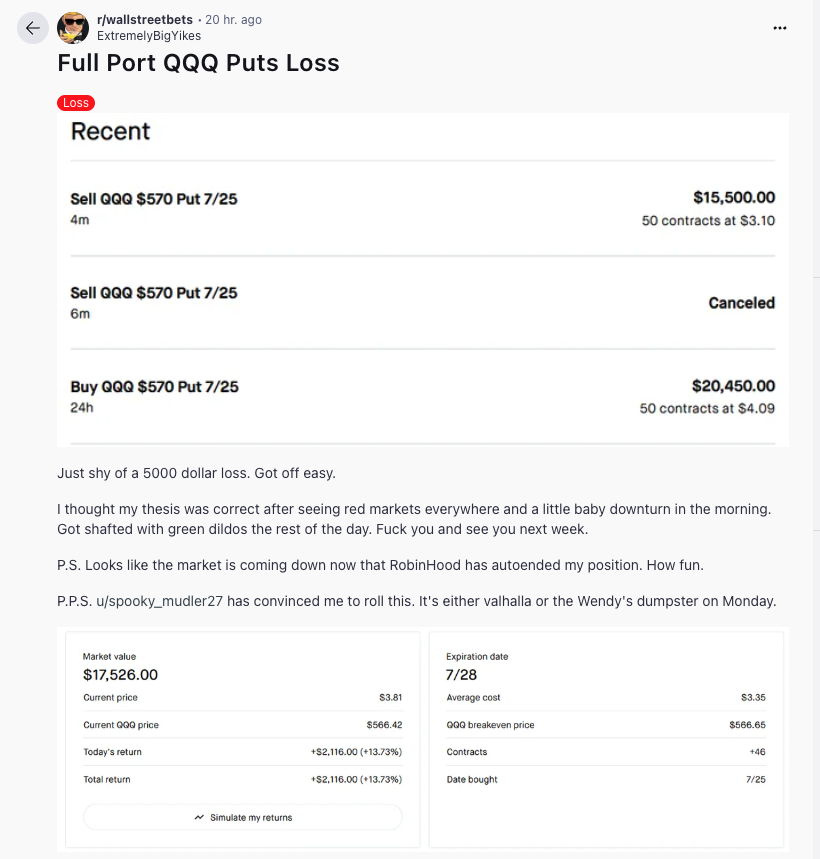 r/wallstreetbets • 20 hr. ago
ExtremelyBigYikes
Full Port QQQ Puts Loss
Loss
Recent
Sell QQQ $570 Put 7/25
$15,500.00
4m
50 contracts at $3.10
Sell QQQ $570 Put 7/25
6m
Canceled
Buy QQQ $570 Put 7/25
$20,450.00
24h
50 contracts at $4.09
Just shy of a 5000 dollar loss. Got off easy.
I thought my thesis was correct after seeing red markets everywhere and a little baby downturn in the morning.
Got shafted with green dildos the rest of the day. Fuck you and see you next week.
P.S. Looks like the market is coming down now that RobinHood has autoended my position. How fun.
P.P.S. u/spooky_mudler27 has convinced me to roll this. It's either valhalla or the Wendy's dumpster on Monday.
Market value
$17,526.00
Current price $3.81
Current QQQ price $566.42
Today's return +$2,116.00 (+13.73%)
Total return +$2,116.00 (+13.73%)
Simulate my returns
Expiration date
7/28
Average cost $3.35
QQQ breakeven price $566.65
Contracts +46
Date bought 7/25